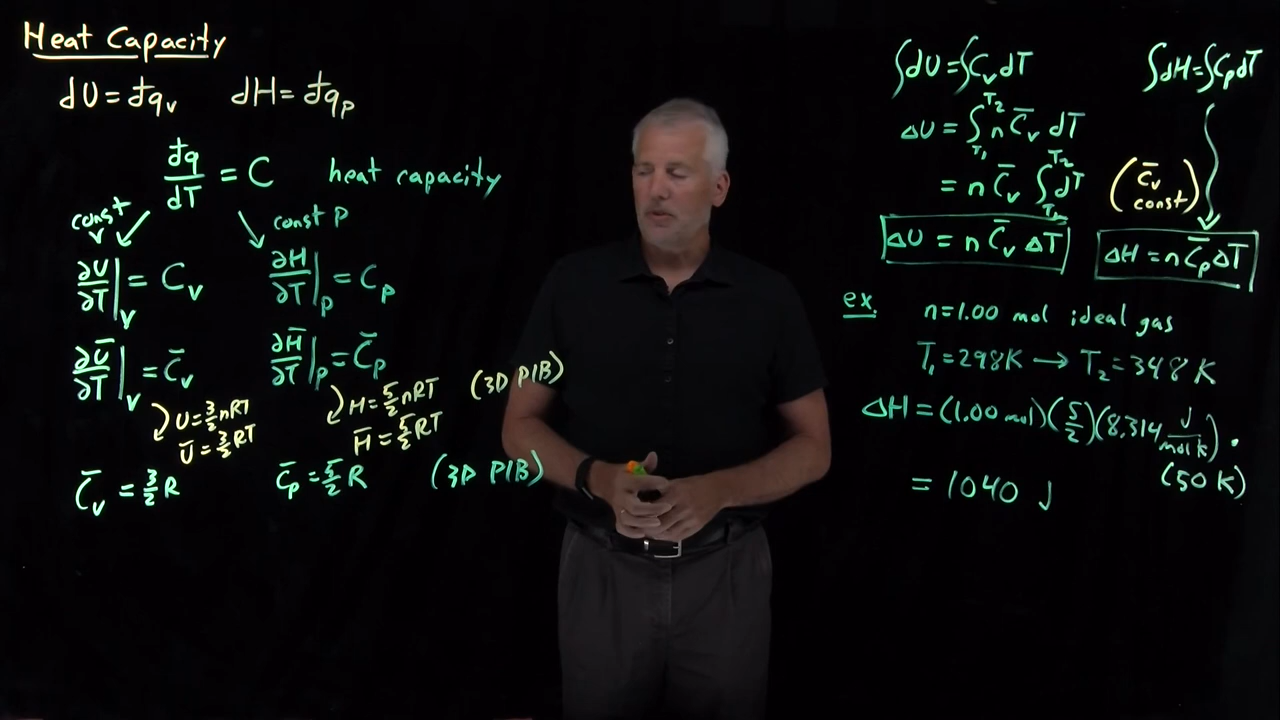 Heat Capacity
dU = đq_v    dH = đq_p
đq/dT = C    heat capacity
const V    const P
∂U/∂T|_V = C_V    ∂H/∂T|_P = C_P
∂Ū/∂T|_V = C̄_V    ∂H̄/∂T|_P = C̄_P
U = 3/2 nRT    H = 5/2 nRT    (3D PIB)
Ū = 3/2 RT    H̄ = 5/2 RT
C̄_V = 3/2 R    C̄_P = 5/2 R    (3D PIB)
∫dU = ∫C_V dT    ∫dH = ∫C_P dT
ΔU = ∫_{T₁}^{T₂} n C̄_V dT
= n C̄_V ∫_{T₁}^{T₂} dT    (C̄_V const)
ΔU = n C̄_V ΔT    ΔH = n C̄_P ΔT
ex.    n=1.00 mol ideal gas
T₁=298K → T₂=348 K
ΔH = (1.00 mol)(5/2)(8.314 J/mol K) ·
(50 K)
= 1040 J